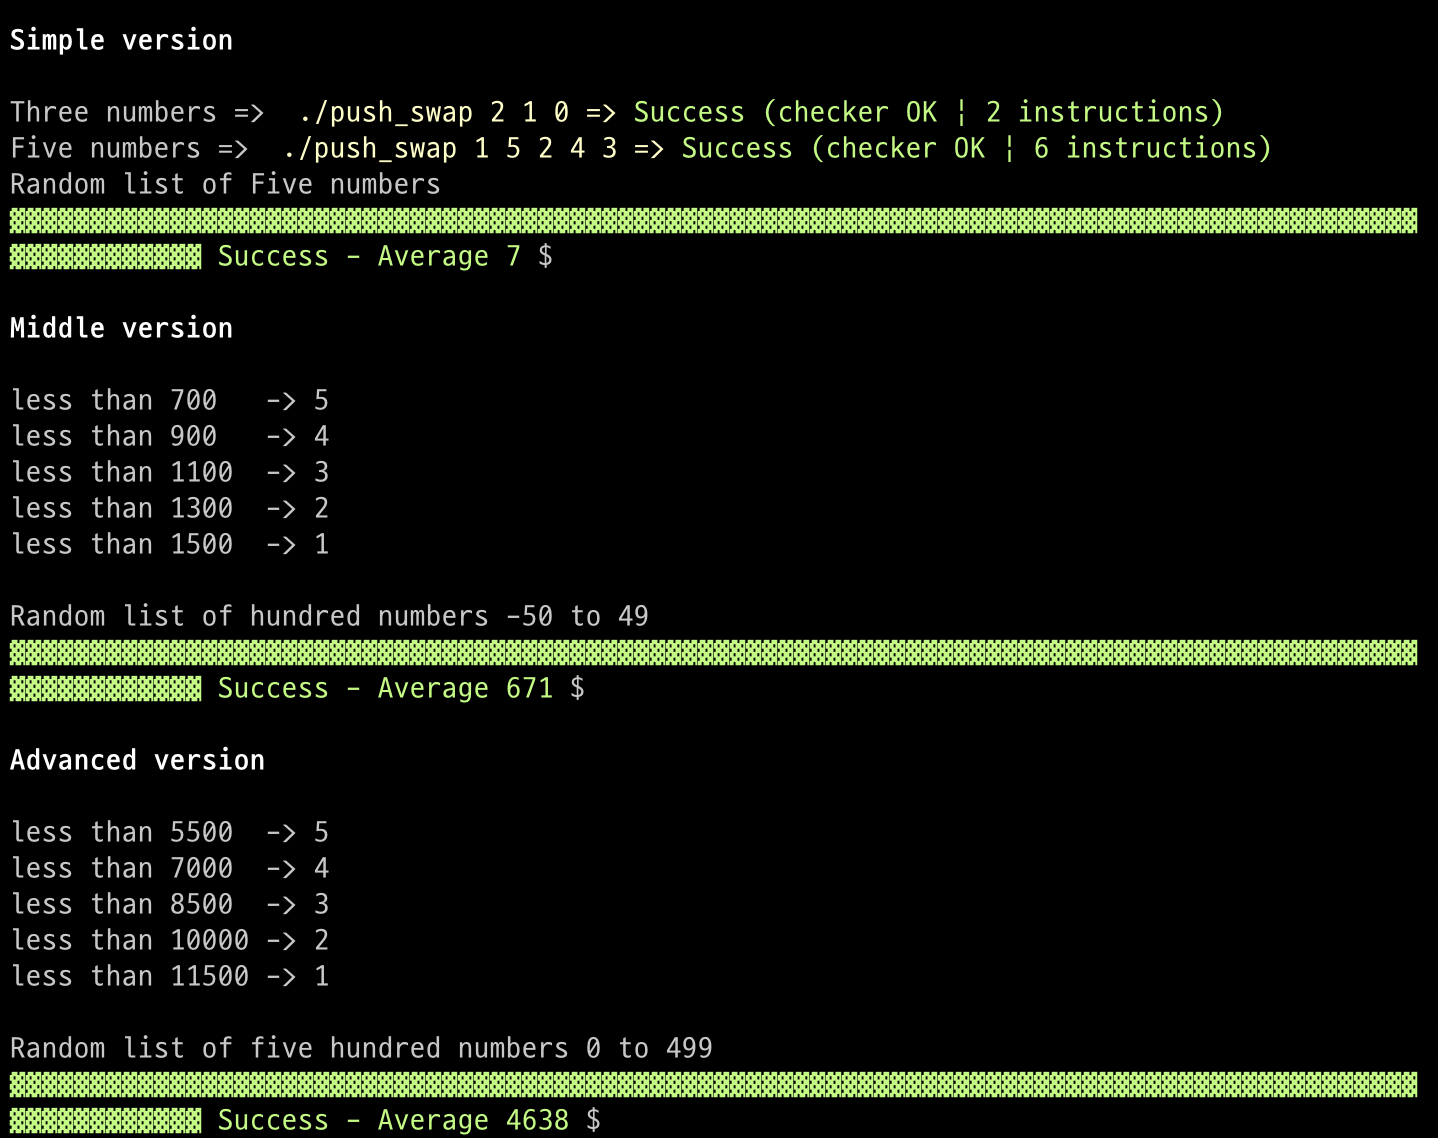 Simple version
Three numbers =>  ./push_swap 2 1 0 => Success (checker OK ¦ 2 instructions)
Five numbers =>  ./push_swap 1 5 2 4 3 => Success (checker OK ¦ 6 instructions)
Random list of Five numbers
Success - Average 7 $
Middle version
less than 700   -> 5
less than 900   -> 4
less than 1100  -> 3
less than 1300  -> 2
less than 1500  -> 1
Random list of hundred numbers -50 to 49
Success - Average 671 $
Advanced version
less than 5500  -> 5
less than 7000  -> 4
less than 8500  -> 3
less than 10000 -> 2
less than 11500 -> 1
Random list of five hundred numbers 0 to 499
Success - Average 4638 $